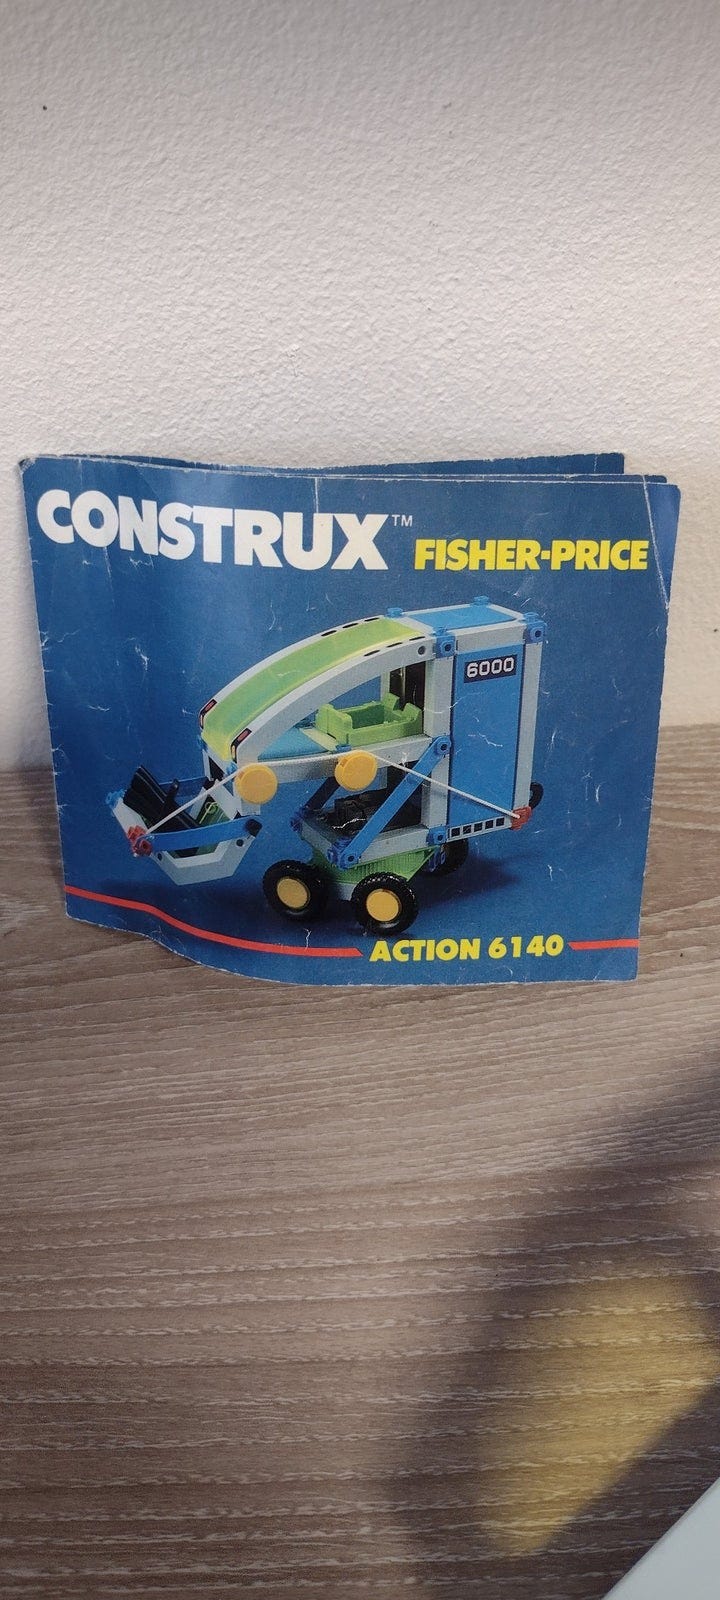 CONSTRUX™ FISHER-PRICE
6000
ACTION 6140